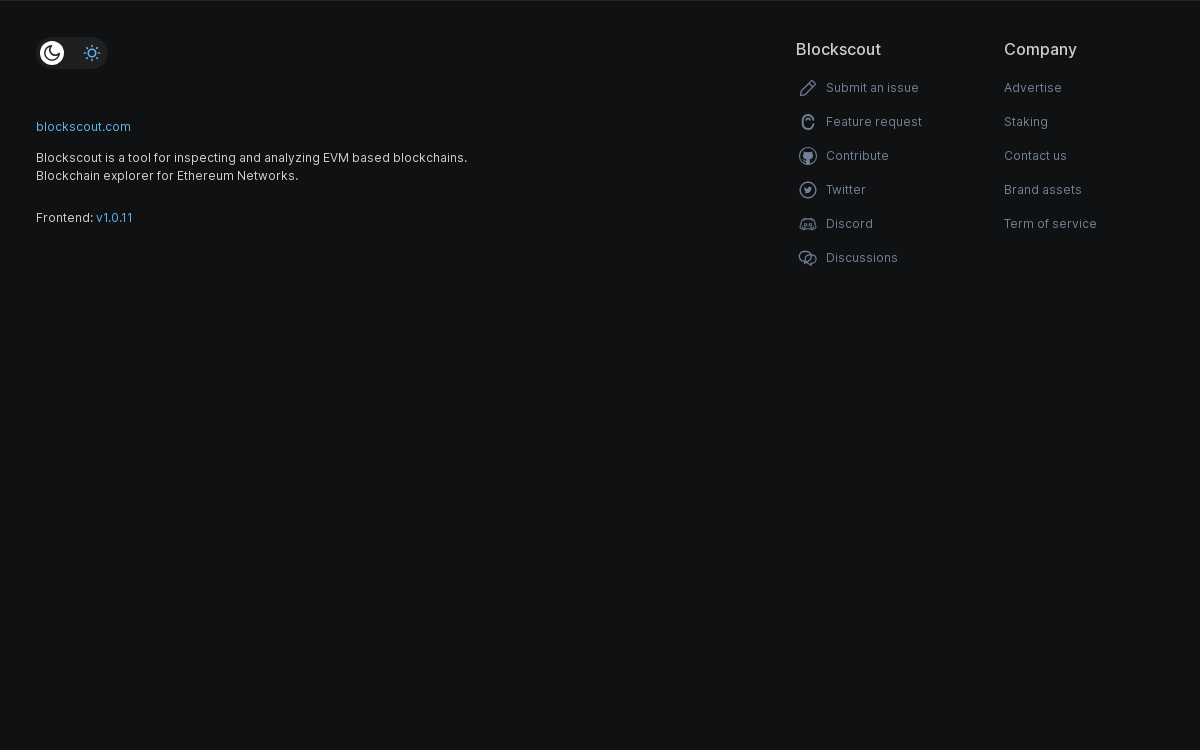 blockscout.com
Blockscout is a tool for inspecting and analyzing EVM based blockchains.
Blockchain explorer for Ethereum Networks.
Frontend: v1.0.11
Blockscout
Submit an issue
Feature request
Contribute
Twitter
Discord
Discussions
Company
Advertise
Staking
Contact us
Brand assets
Term of service